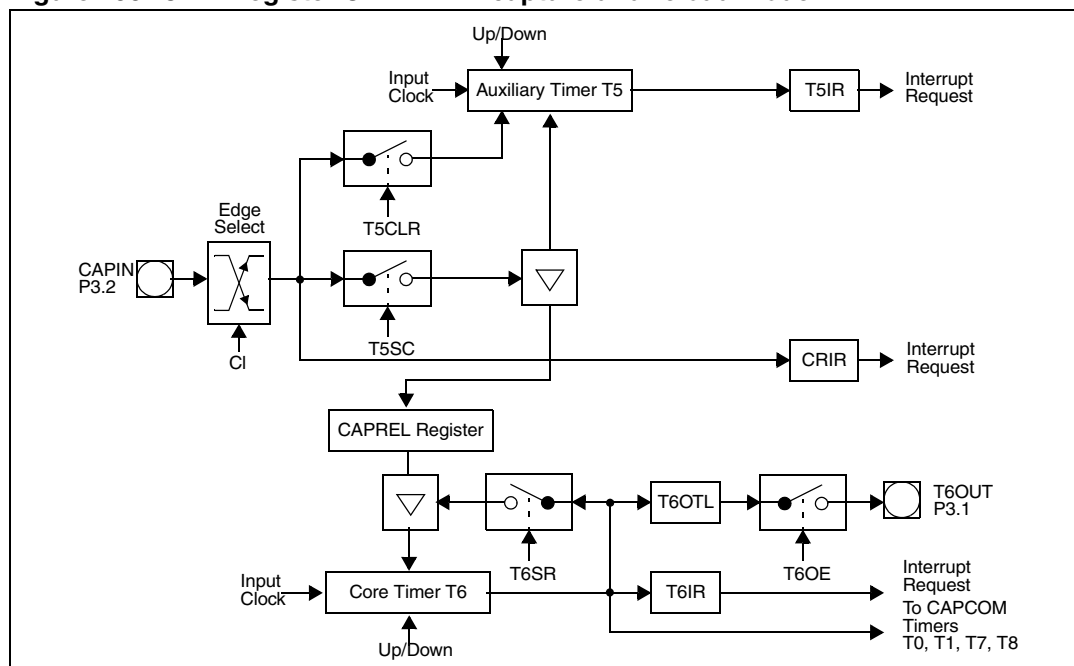 Up/Down
Input
Clock
Auxiliary Timer T5
T5IR
Interrupt
Request
T5CLR
Edge
Select
CAPIN
P3.2
CI
T5SC
CRIR
Interrupt
Request
CAPREL Register
T6SR
T6OTL
T6OE
T6OUT
P3.1
Input
Clock
Core Timer T6
T6IR
Interrupt
Request
To CAPCOM
Timers
T0, T1, T7, T8
Up/Down